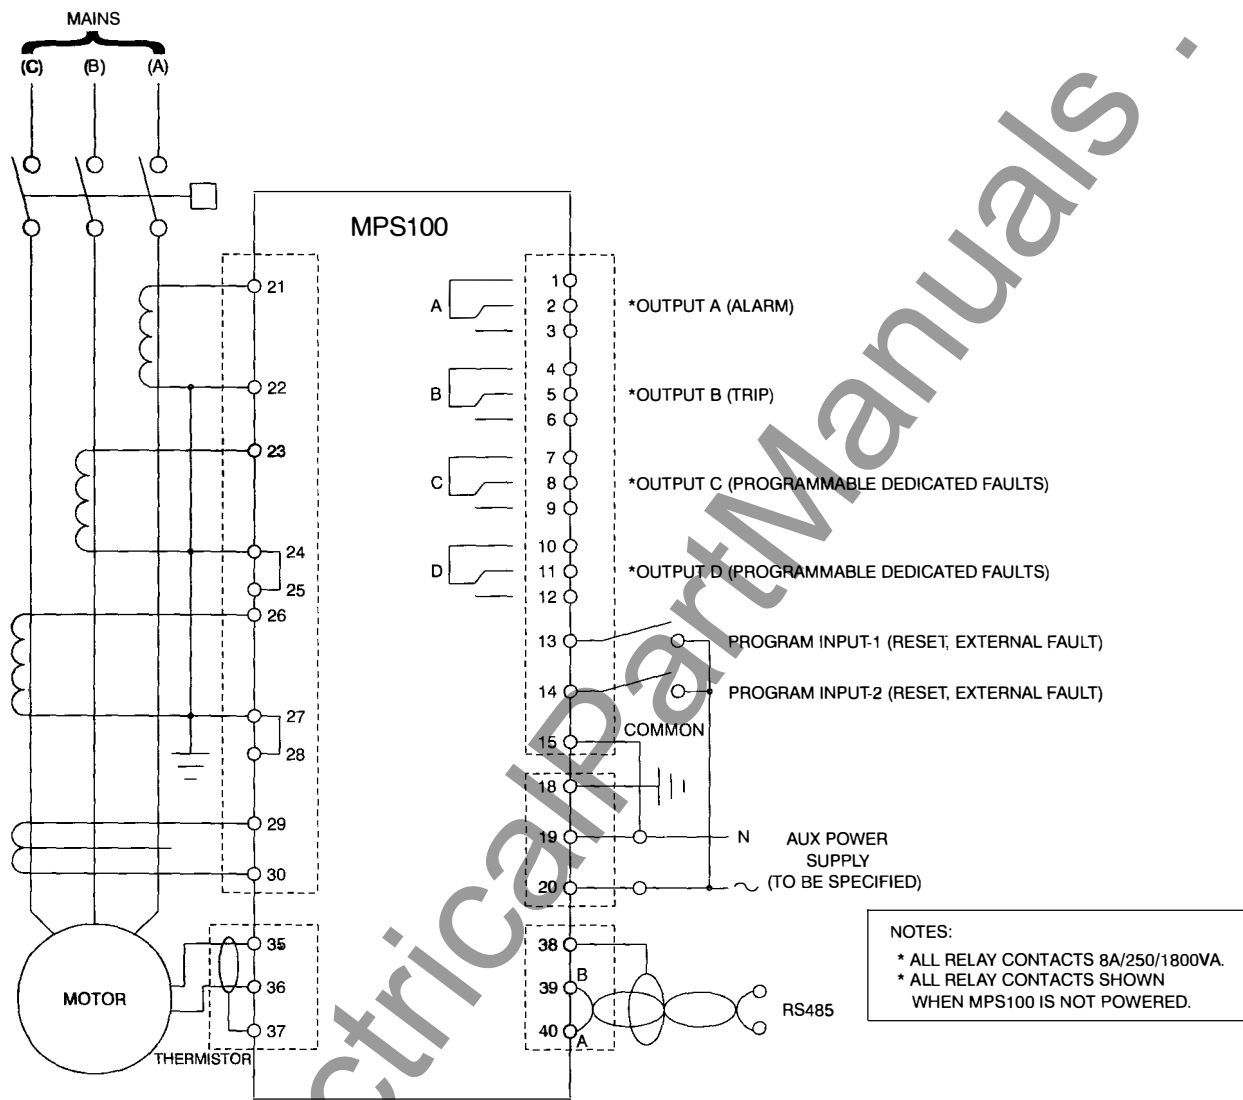 MAINS
(C) (B) (A)
MPS100
21
22
23
24
25
26
27
28
29
30
35
36
37
A
B
C
D
1
2
3
4
5
6
7
8
9
10
11
12
13
14
15
18
19
20
38
39
40
*OUTPUT A (ALARM)
*OUTPUT B (TRIP)
*OUTPUT C (PROGRAMMABLE DEDICATED FAULTS)
*OUTPUT D (PROGRAMMABLE DEDICATED FAULTS)
PROGRAM INPUT-1 (RESET, EXTERNAL FAULT)
PROGRAM INPUT-2 (RESET, EXTERNAL FAULT)
COMMON
N
AUX POWER
SUPPLY
(TO BE SPECIFIED)
B
A
RS485
MOTOR
THERMISTOR
NOTES:
* ALL RELAY CONTACTS 8A/250/1800VA.
* ALL RELAY CONTACTS SHOWN
WHEN MPS100 IS NOT POWERED.
ctricalPartManuals .